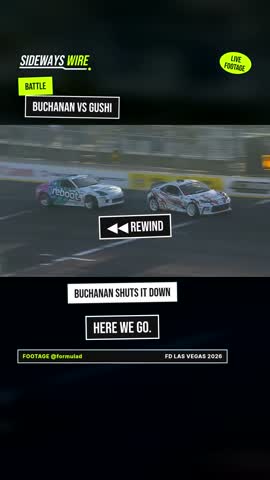 SIDEWAYS WIRE.
LIVE
FOOTAGE
BATTLE
BUCHANAN VS GUSHI
reboot
REWIND
BUCHANAN SHUTS IT DOWN
HERE WE GO.
FOOTAGE @formulad
FD LAS VEGAS 2026